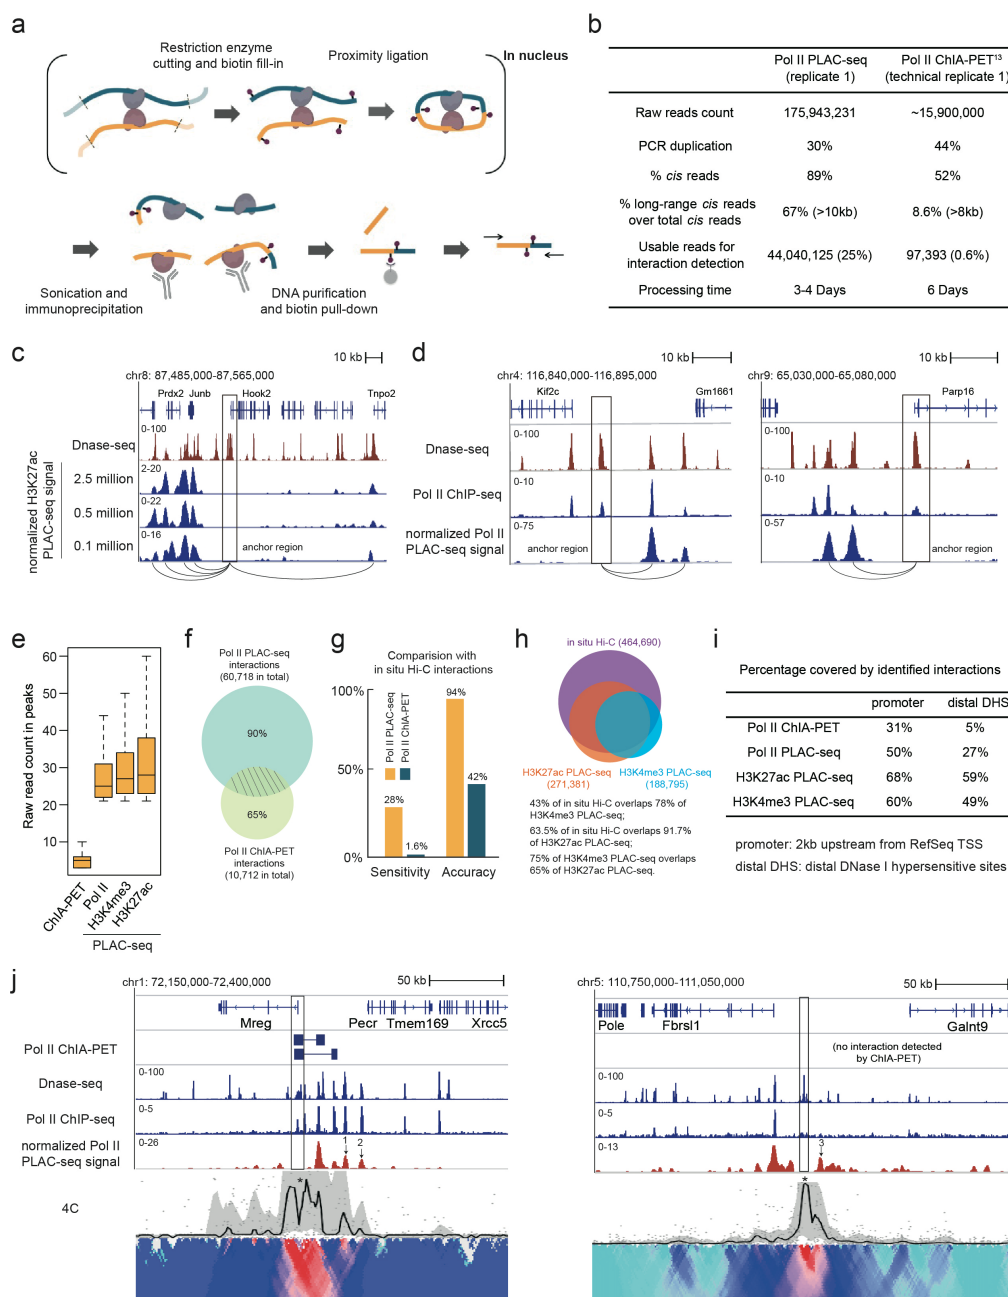 a
Restriction enzyme
cutting and biotin fill-in
Proximity ligation
In nucleus
Sonication and
immunoprecipitation
DNA purification
and biotin pull-down
b
Pol II PLAC-seq
(replicate 1)
Pol II ChIA-PET¹³
(technical replicate 1)
Raw reads count 175,943,231 ~15,900,000
PCR duplication 30% 44%
% cis reads 89% 52%
% long-range cis reads
over total cis reads 67% (>10kb) 8.6% (>8kb)
Usable reads for
interaction detection 44,040,125 (25%) 97,393 (0.6%)
Processing time 3-4 Days 6 Days
c
10 kb
chr8: 87,485,000-87,565,000
Prdx2 Junb Hook2 Tnpo2
Dnase-seq
0-100
normalized H3K27ac
PLAC-seq signal
2.5 million
2-20
0.5 million
0-22
0.1 million
0-16
anchor region
d
10 kb
chr4: 116,840,000-116,895,000
Kif2c Gm1661
Dnase-seq
0-100
Pol II ChIP-seq
0-10
normalized Pol II
PLAC-seq signal
0-75
anchor region
10 kb
chr9: 65,030,000-65,080,000
Parp16
0-100
0-10
0-57
anchor region
e
Raw read count in peaks
60
50
40
30
20
10
ChIA-PET
Pol II
H3K4me3
H3K27ac
PLAC-seq
f
Pol II PLAC-seq
interactions
(60,718 in total)
90%
65%
Pol II ChIA-PET
interactions
(10,712 in total)
g
Comparision with
in situ Hi-C interactions
100%
50%
0%
Pol II PLAC-seq
Pol II ChIA-PET
28%
1.6%
94%
42%
Sensitivity Accuracy
h
in situ Hi-C (464,690)
H3K27ac PLAC-seq
(271,381)
H3K4me3 PLAC-seq
(188,795)
43% of in situ Hi-C overlaps 78% of
H3K4me3 PLAC-seq;
63.5% of in situ Hi-C overlaps 91.7%
of H3K27ac PLAC-seq;
75% of H3K4me3 PLAC-seq overlaps
65% of H3K27ac PLAC-seq.
i
Percentage covered by identified interactions
promoter distal DHS
Pol II ChIA-PET 31% 5%
Pol II PLAC-seq 50% 27%
H3K27ac PLAC-seq 68% 59%
H3K4me3 PLAC-seq 60% 49%
promoter: 2kb upstream from RefSeq TSS
distal DHS: distal DNase I hypersensitive sites
j
50 kb
chr1: 72,150,000-72,400,000
Mreg Pecr Tmem169 Xrcc5
Pol II ChIA-PET
Dnase-seq
0-100
Pol II ChIP-seq
0-5
normalized Pol II
PLAC-seq signal
0-26
1 2
4C
*
50 kb
chr5: 110,750,000-111,050,000
Pole Fbrsl1 Galnt9
(no interaction detected
by ChIA-PET)
0-100
0-5
0-13
3
*